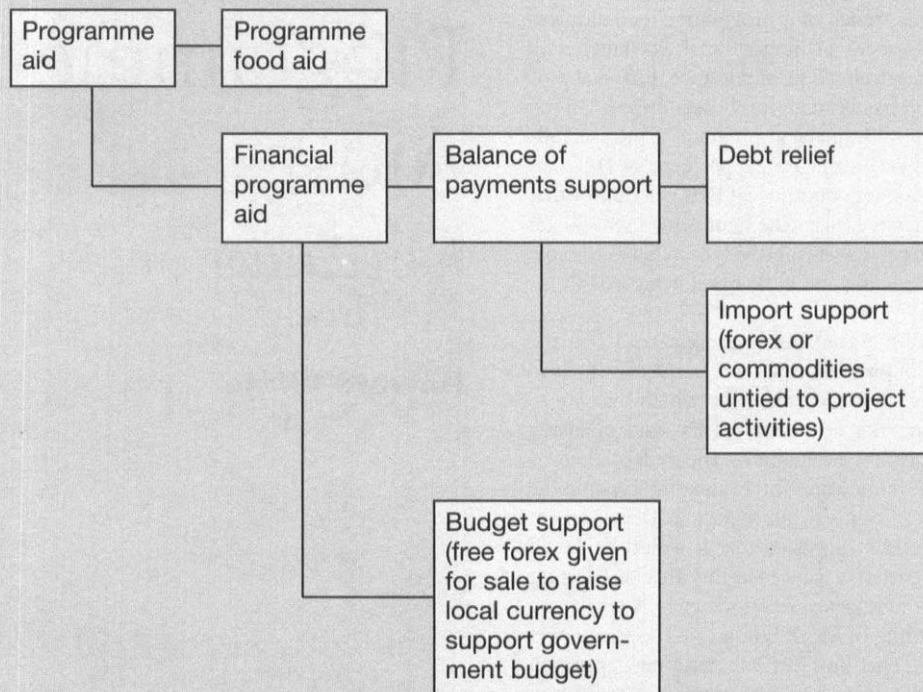 Programme
aid
Programme
food aid
Financial
programme
aid
Balance of
payments support
Debt relief
Import support
(forex or
commodities
untied to project
activities)
Budget support
(free forex given
for sale to raise
local currency to
support govern-
ment budget)